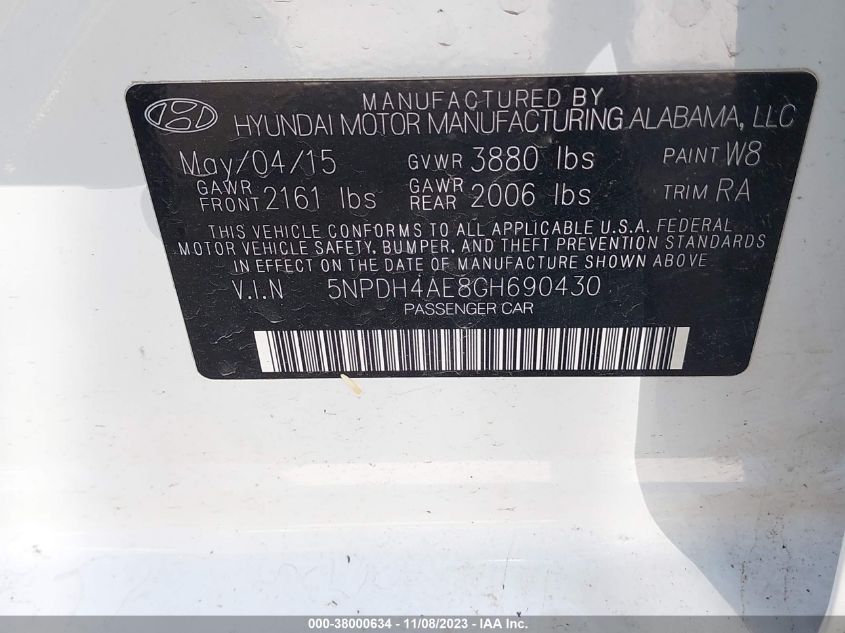 MANUFACTURED BY
HYUNDAI MOTOR MANUFACTURING ALABAMA, LLC
May/04/15 GVWR 3880 lbs PAINT W8
GAWR FRONT 2161 lbs GAWR REAR 2006 lbs TRIM RA
THIS VEHICLE CONFORMS TO ALL APPLICABLE U.S.A. FEDERAL
MOTOR VEHICLE SAFETY, BUMPER, AND THEFT PREVENTION STANDARDS
IN EFFECT ON THE DATE OF MANUFACTURE SHOWN ABOVE
V.I.N 5NPDH4AE8GH690430
PASSENGER CAR
000-38000634 - 11/08/2023 - IAA Inc.